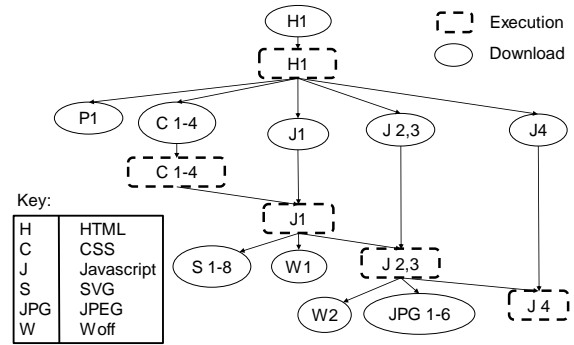 H1
Execution
H1
Download
P1
C 1-4
J1
J 2,3
J4
C 1-4
J1
S 1-8
W1
J 2,3
W2
JPG 1-6
J 4
Key:
H HTML
C CSS
J Javascript
S SVG
JPG JPEG
W Woff